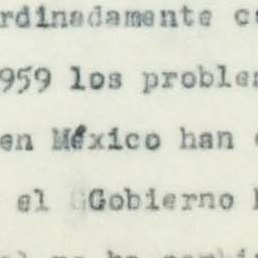 rdinadamente c
959 los proble
en México han
el Gobierno